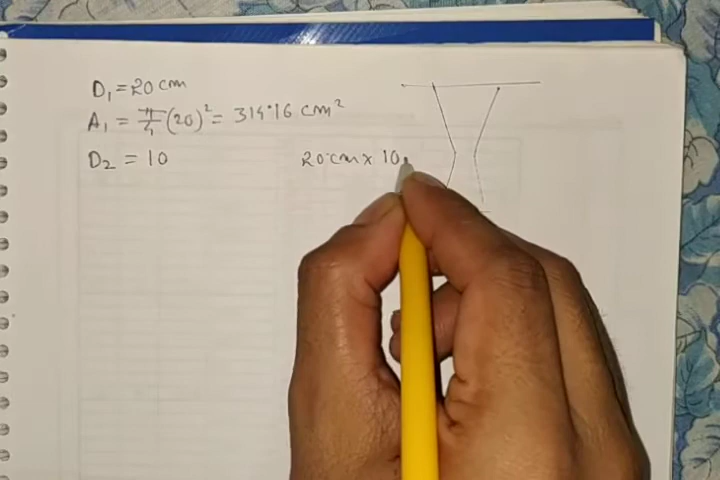 D₁ = 20 cm
A₁ = π/4 (20)² = 314.16 cm²
D₂ = 10
20 cm x 10